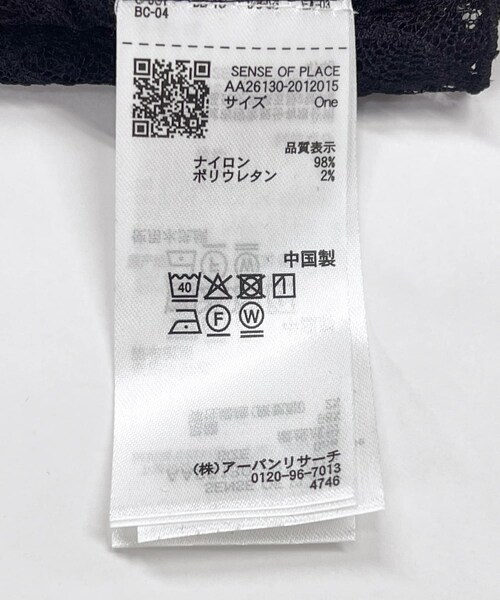 BC-04
SENSE OF PLACE
AA26130-2012015
サイズ One
品質表示
ナイロン 98%
ポリウレタン 2%
中国製
40
F W
(株)アーバンリサーチ
0120-96-7013
4746